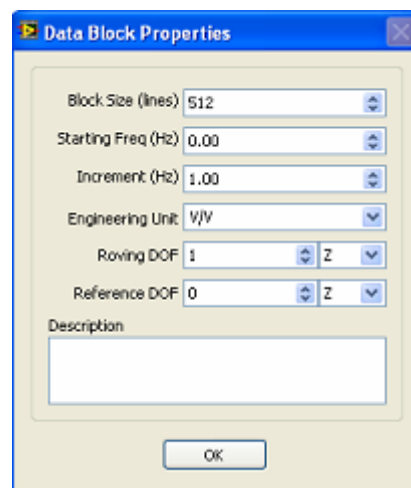 Data Block Properties
Block Size (lines) 512
Starting Freq (Hz) 0.00
Increment (Hz) 1.00
Engineering Unit V/V
Roving DOF 1 Z
Reference DOF 0 Z
Description
OK